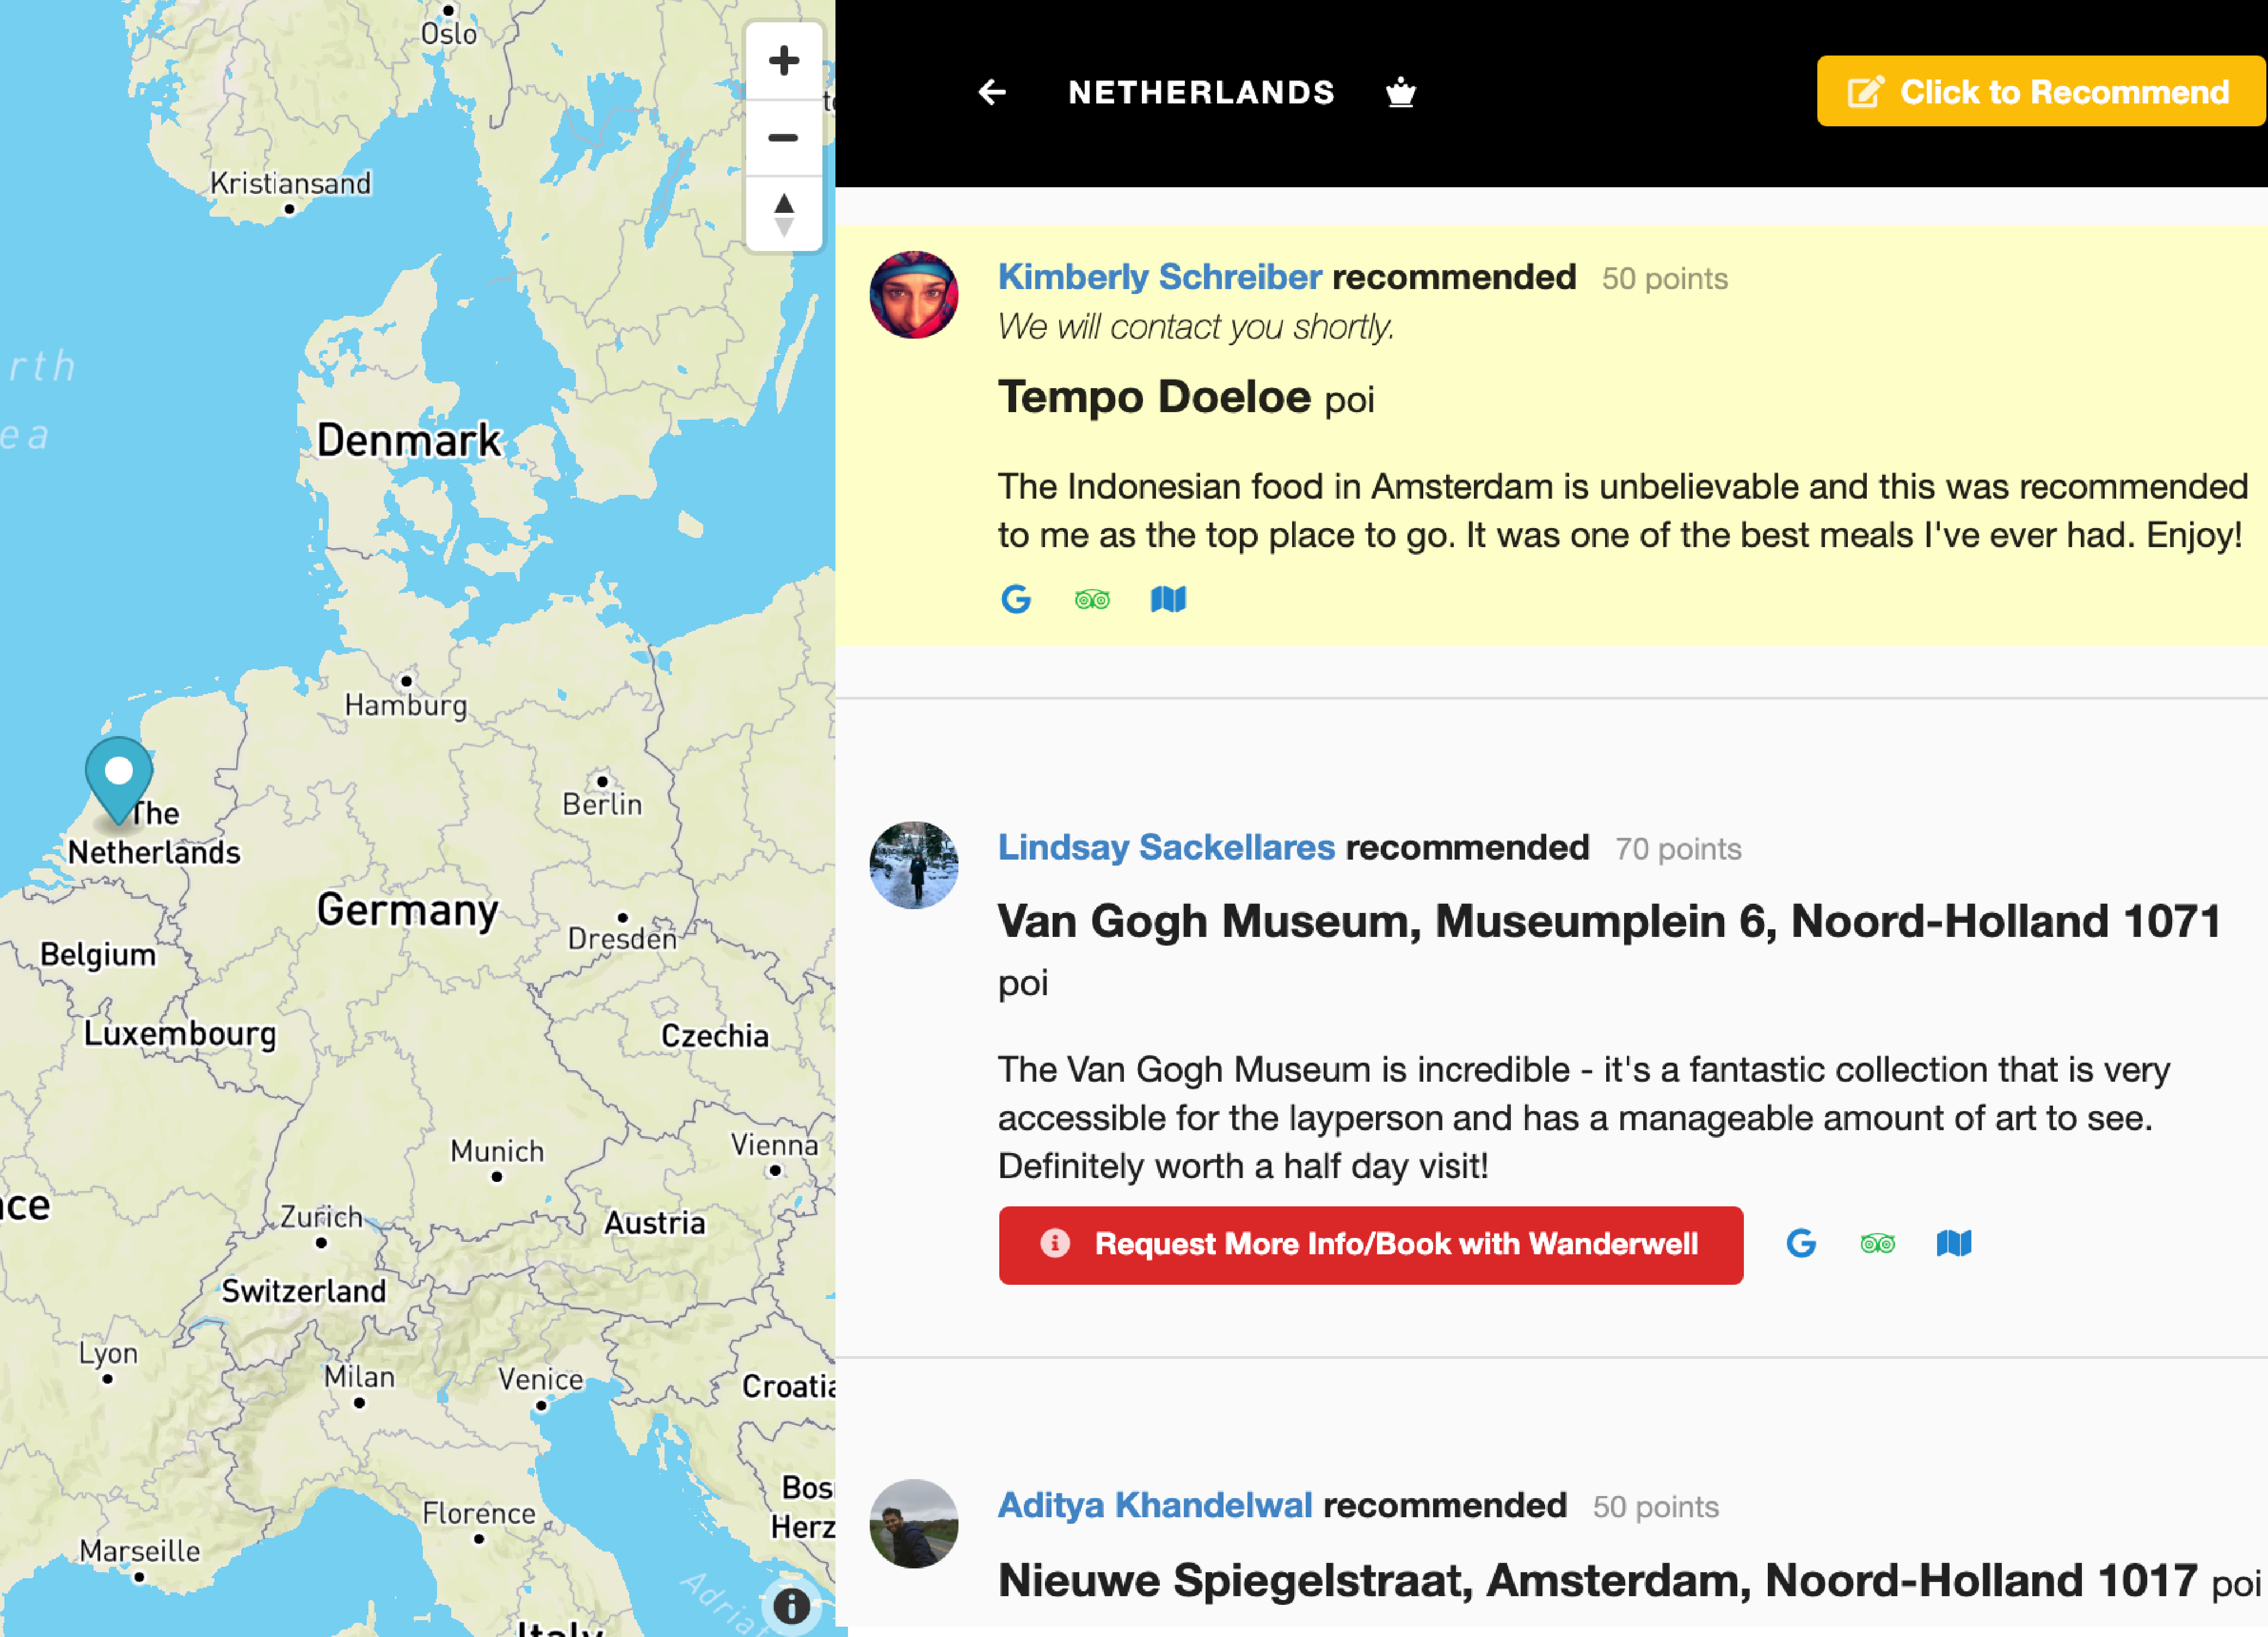 Oslo
Kristiansand
rth
ea
Denmark
Hamburg
Berlin
The
Netherlands
Germany
Dresden
Belgium
Luxembourg
Czechia
Munich
Vienna
ce
Zurich
Austria
Switzerland
Lyon
Milan
Venice
Croatia
Florence
Bos
Herz
Marseille
Adriat
Italy
NETHERLANDS
Click to Recommend
Kimberly Schreiber recommended 50 points
We will contact you shortly.
Tempo Doeloe poi
The Indonesian food in Amsterdam is unbelievable and this was recommended
to me as the top place to go. It was one of the best meals I've ever had. Enjoy!
Lindsay Sackellares recommended 70 points
Van Gogh Museum, Museumplein 6, Noord-Holland 1071
poi
The Van Gogh Museum is incredible - it's a fantastic collection that is very
accessible for the layperson and has a manageable amount of art to see.
Definitely worth a half day visit!
Request More Info/Book with Wanderwell
Aditya Khandelwal recommended 50 points
Nieuwe Spiegelstraat, Amsterdam, Noord-Holland 1017 poi